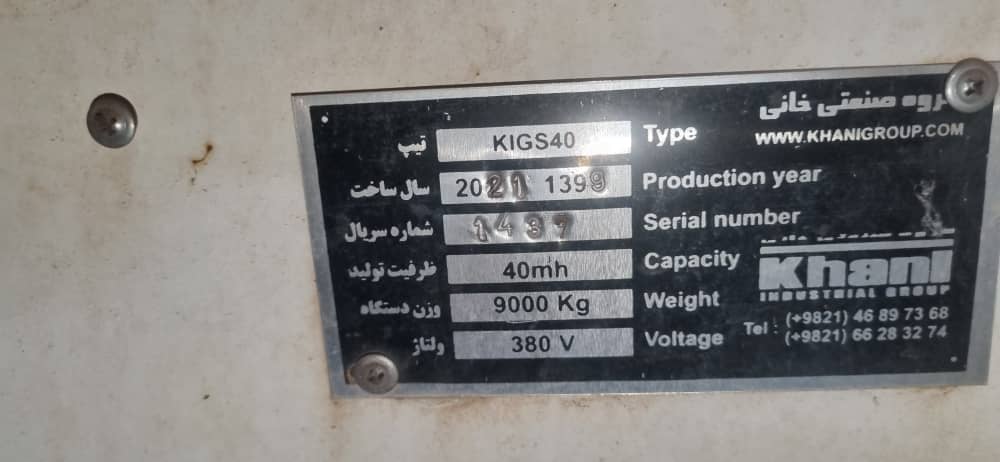 گروه صنعتی خانی
WWW.KHANIGROUP.COM
تیپ KIGS40 Type
سال ساخت 2021 1399 Production year
شماره سریال 1437 Serial number
ظرفیت تولید 40mh Capacity
وزن دستگاه 9000 Kg Weight
ولتاژ 380 V Voltage
Khani
INDUSTRIAL GROUP
Tel : (+9821) 46 89 73 68
(+9821) 66 28 32 74